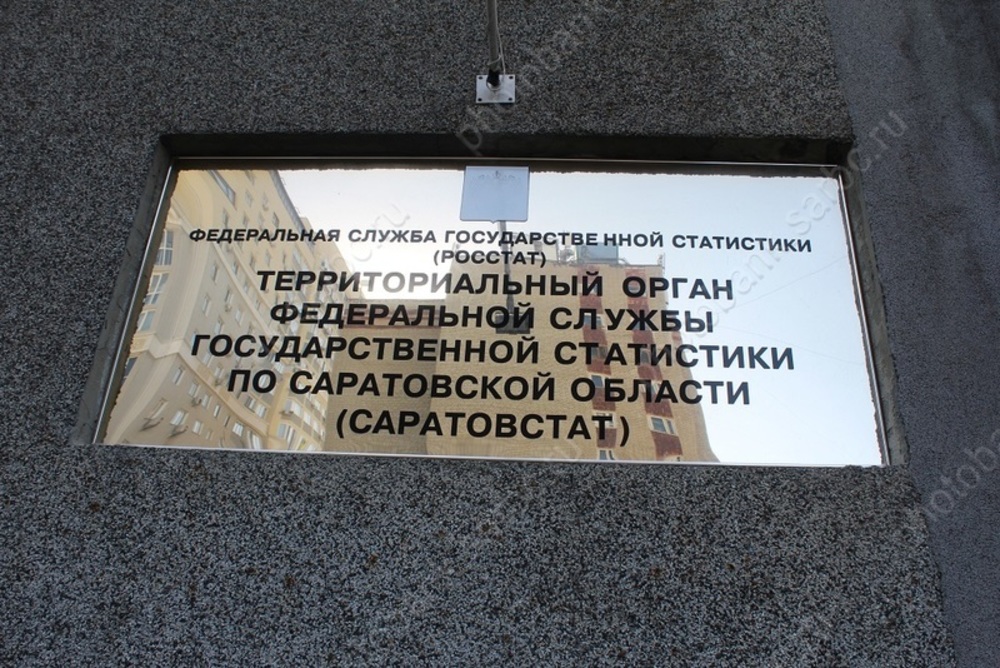 ФЕДЕРАЛЬНАЯ СЛУЖБА ГОСУДАРСТВЕННОЙ СТАТИСТИКИ
(РОССТАТ)
ТЕРРИТОРИАЛЬНЫЙ ОРГАН
ФЕДЕРАЛЬНОЙ СЛУЖБЫ
ГОСУДАРСТВЕННОЙ СТАТИСТИКИ
ПО САРАТОВСКОЙ ОБЛАСТИ
(САРАТОВСТАТ)